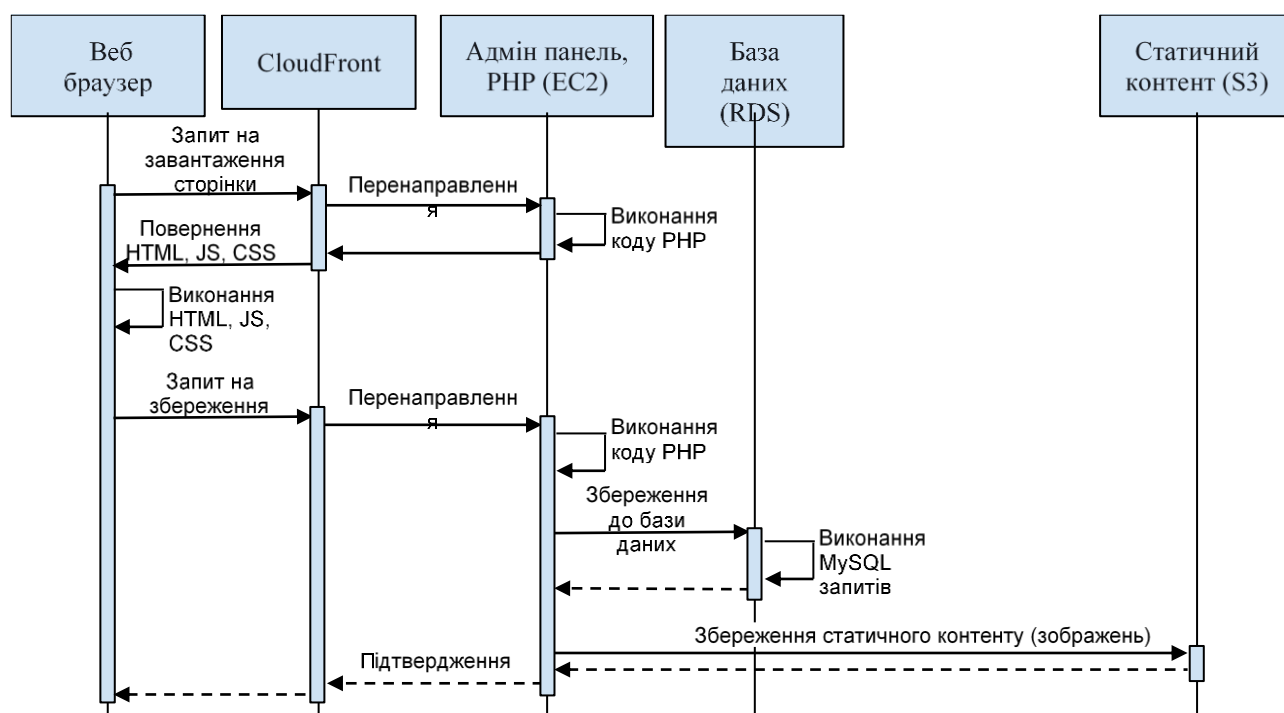 Веб
браузер
CloudFront
Адмін панель,
PHP (EC2)
База
даних
(RDS)
Статичний
контент (S3)
Запит на
завантаження
сторінки
Перенаправленн
я
Виконання
коду PHP
Повернення
HTML, JS, CSS
Виконання
HTML, JS,
CSS
Запит на
збереження
Перенаправленн
я
Виконання
коду PHP
Збереження
до бази
даних
Виконання
MySQL
запитів
Збереження статичного контенту (зображень)
Підтвердження